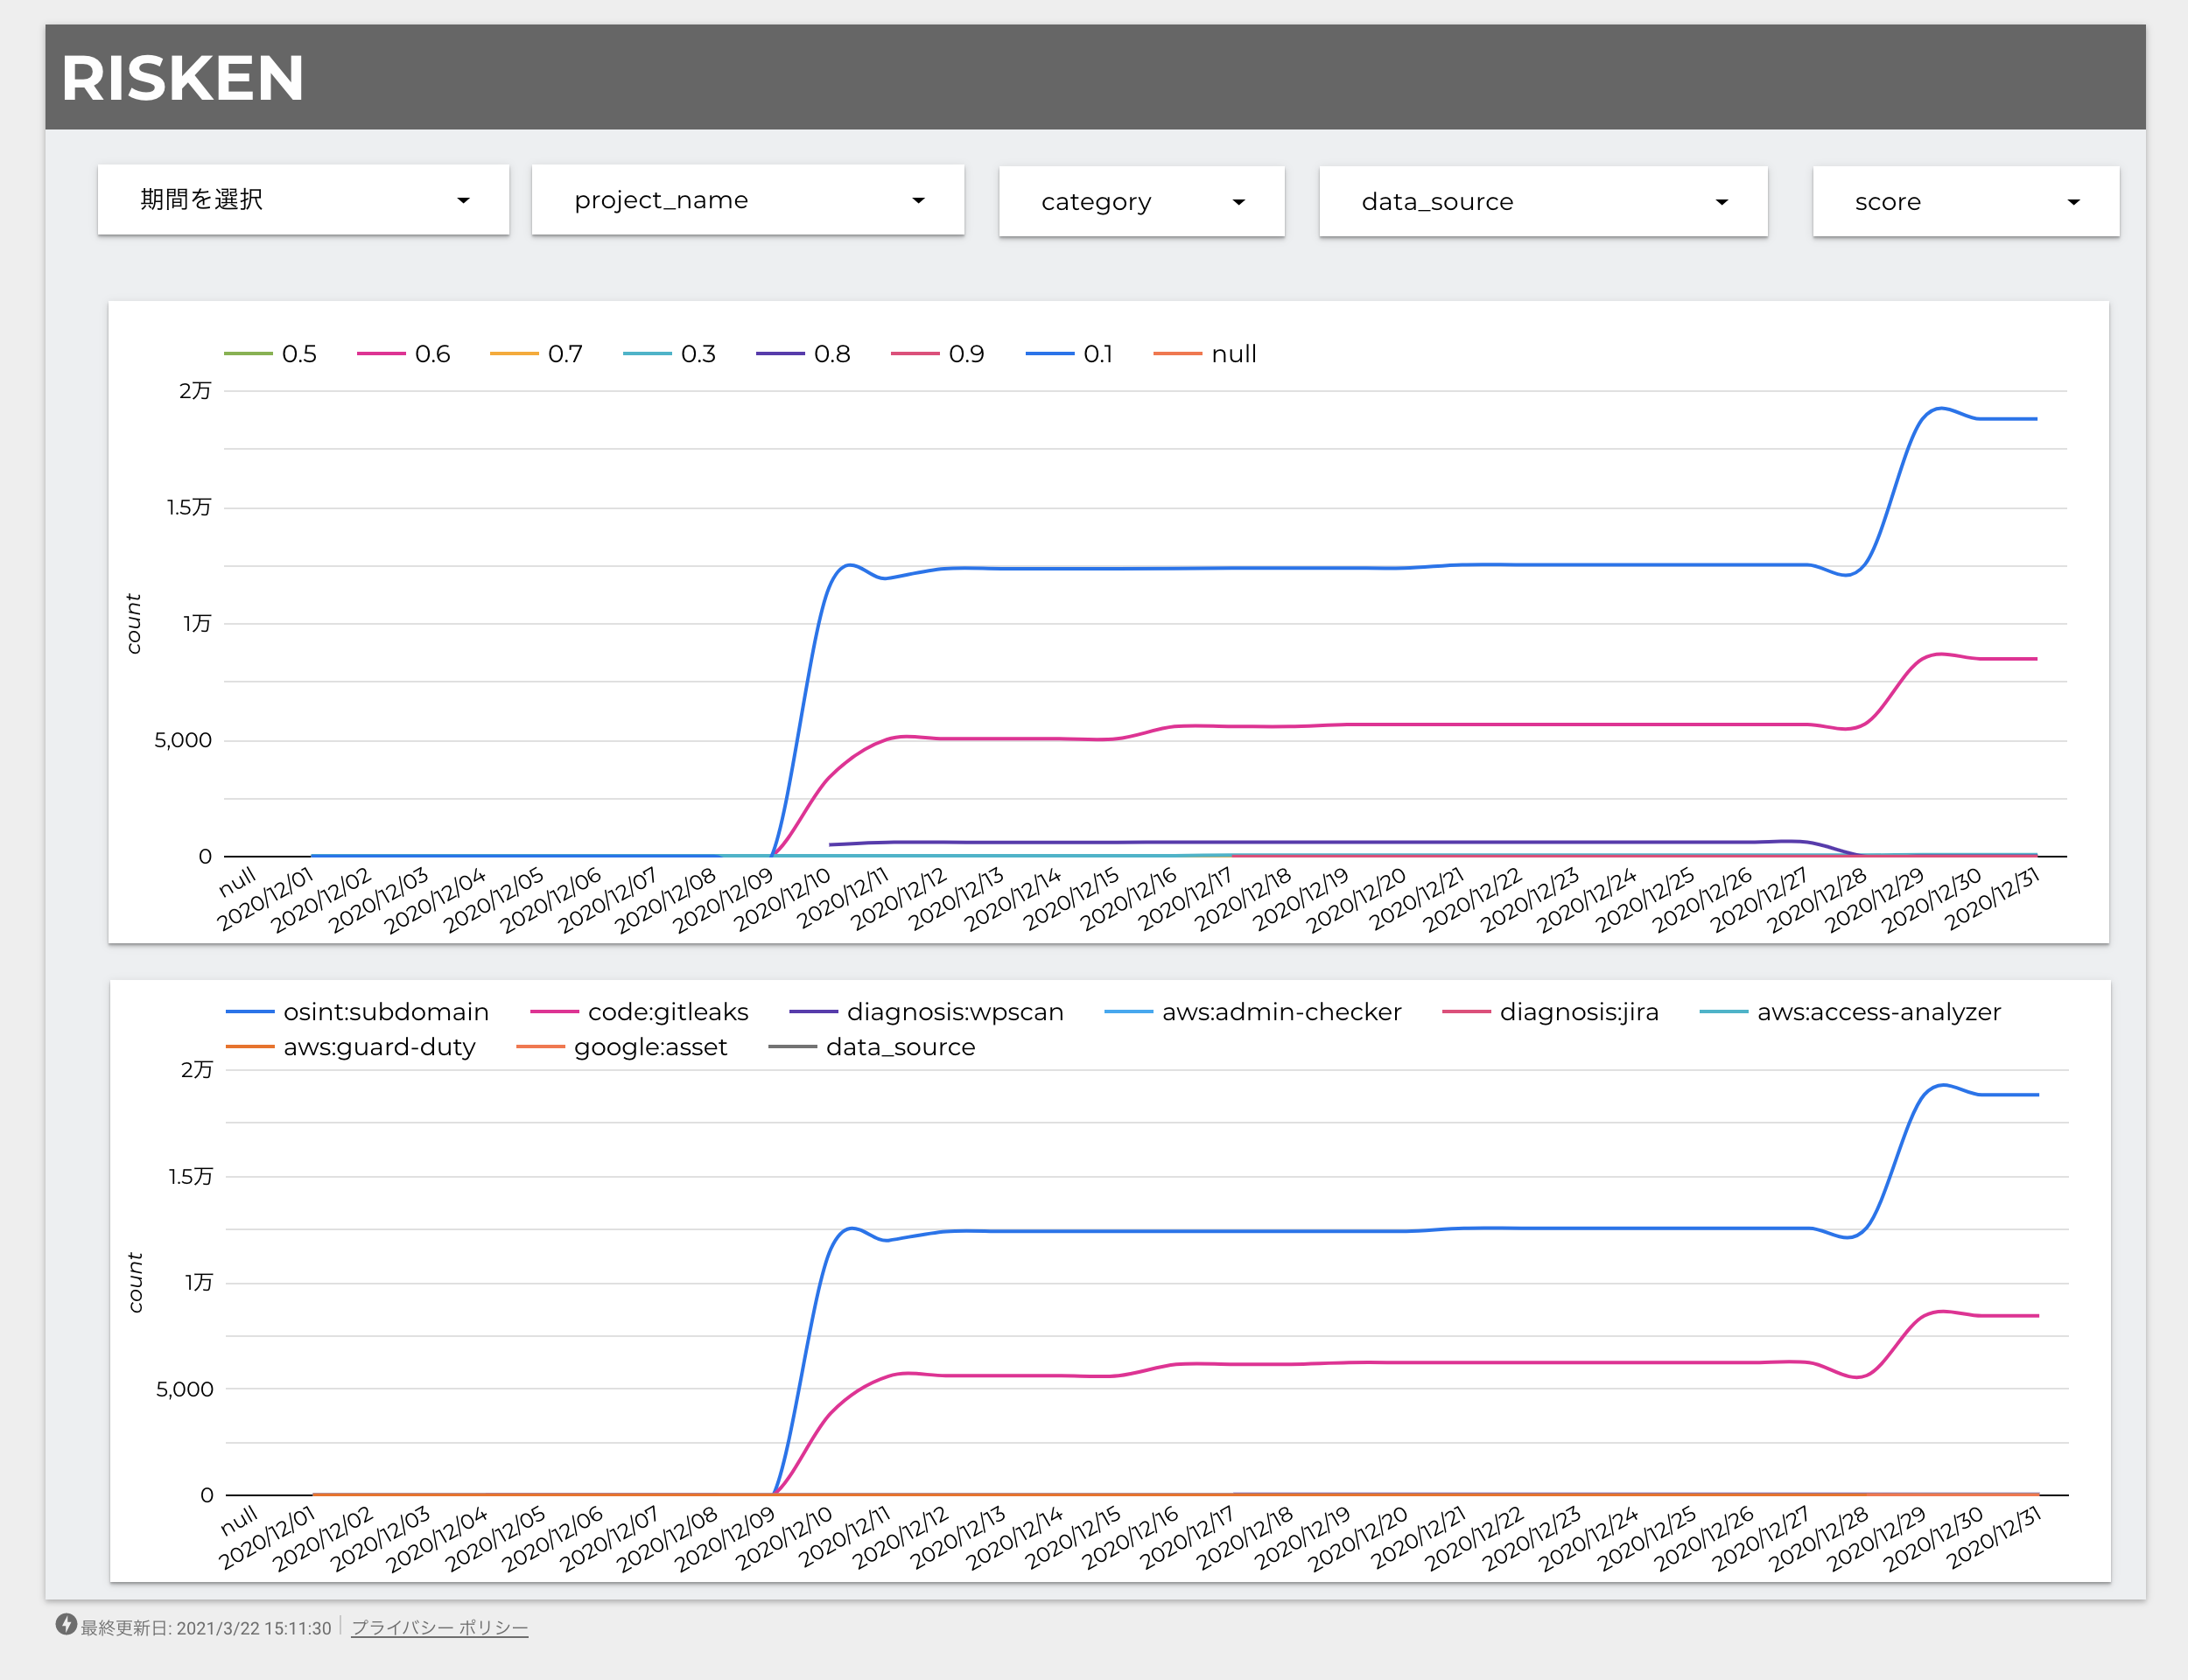 RISKEN
期間を選択 project_name category data_source score
0.5 0.6 0.7 0.3 0.8 0.9 0.1 null
2万
1.5万
1万
5,000
0
count
null 2020/12/01 2020/12/02 2020/12/03 2020/12/04 2020/12/05 2020/12/06 2020/12/07 2020/12/08 2020/12/09 2020/12/10 2020/12/11 2020/12/12 2020/12/13 2020/12/14 2020/12/15 2020/12/16 2020/12/17 2020/12/18 2020/12/19 2020/12/20 2020/12/21 2020/12/22 2020/12/23 2020/12/24 2020/12/25 2020/12/26 2020/12/27 2020/12/28 2020/12/29 2020/12/30 2020/12/31
osint:subdomain code:gitleaks diagnosis:wpscan aws:admin-checker diagnosis:jira aws:access-analyzer
aws:guard-duty google:asset data_source
2万
1.5万
1万
5,000
0
count
null 2020/12/01 2020/12/02 2020/12/03 2020/12/04 2020/12/05 2020/12/06 2020/12/07 2020/12/08 2020/12/09 2020/12/10 2020/12/11 2020/12/12 2020/12/13 2020/12/14 2020/12/15 2020/12/16 2020/12/17 2020/12/18 2020/12/19 2020/12/20 2020/12/21 2020/12/22 2020/12/23 2020/12/24 2020/12/25 2020/12/26 2020/12/27 2020/12/28 2020/12/29 2020/12/30 2020/12/31
最終更新日: 2021/3/22 15:11:30 プライバシー ポリシー